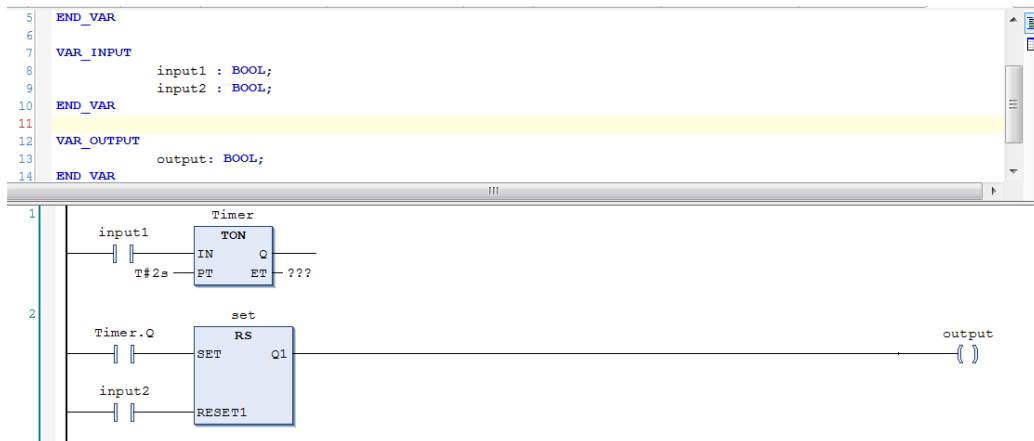 5 END_VAR
6
7 VAR_INPUT
8 input1 : BOOL;
9 input2 : BOOL;
10 END_VAR
11
12 VAR_OUTPUT
13 output: BOOL;
14 END_VAR
1 Timer
input1 TON
IN Q
T#2s PT ET ???
2 set
Timer.Q RS output
SET Q1
input2
RESET1